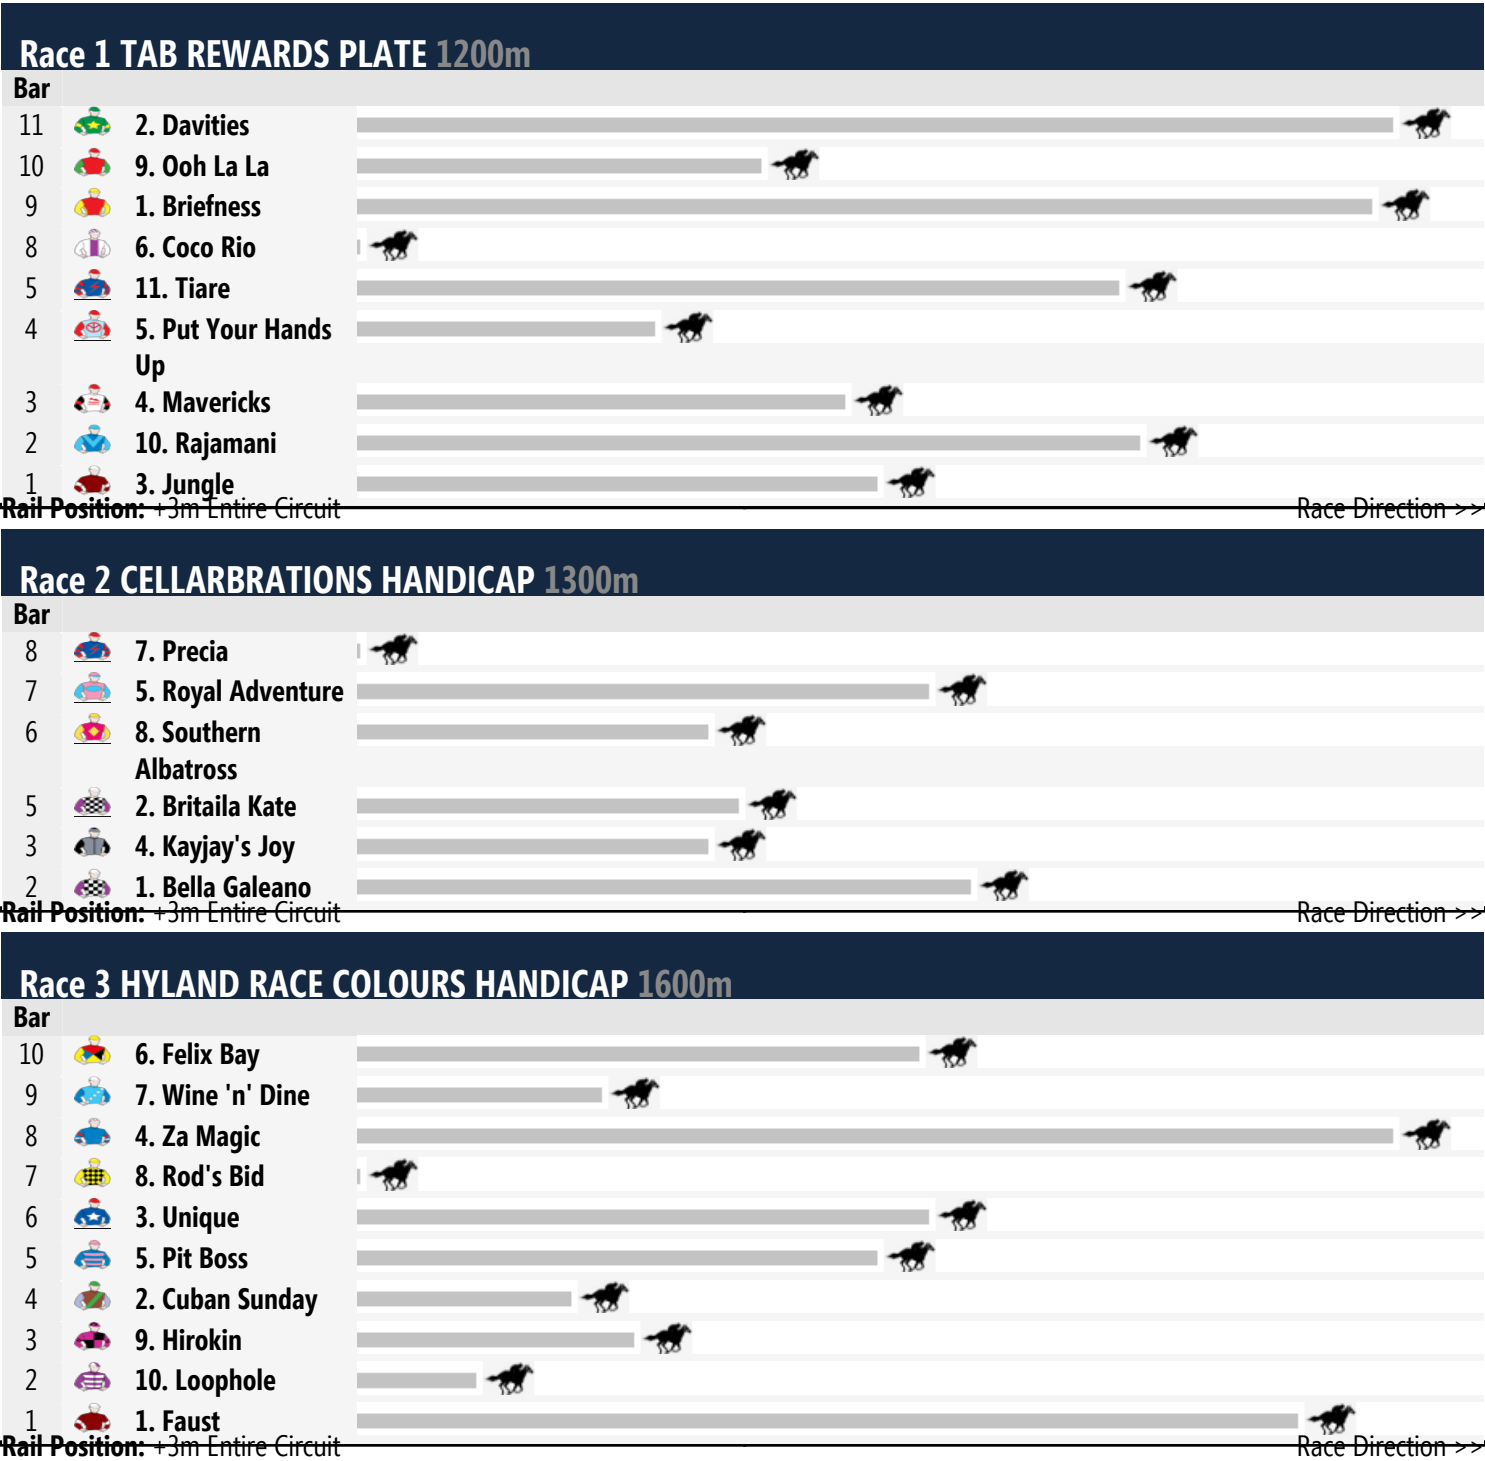 Race 1 TAB REWARDS PLATE 1200m
Bar
11 2. Davities
10 9. Ooh La La
9 1. Briefness
8 6. Coco Rio
5 11. Tiare
4 5. Put Your Hands
Up
3 4. Mavericks
2 10. Rajamani
1 3. Jungle
Rail Position: +3m Entire Circuit Race Direction >>
Race 2 CELLARBRATIONS HANDICAP 1300m
Bar
8 7. Precia
7 5. Royal Adventure
6 8. Southern
Albatross
5 2. Britaila Kate
3 4. Kayjay's Joy
2 1. Bella Galeano
Rail Position: +3m Entire Circuit Race Direction >>
Race 3 HYLAND RACE COLOURS HANDICAP 1600m
Bar
10 6. Felix Bay
9 7. Wine 'n' Dine
8 4. Za Magic
7 8. Rod's Bid
6 3. Unique
5 5. Pit Boss
4 2. Cuban Sunday
3 9. Hirokin
2 10. Loophole
1 1. Faust
Rail Position: +3m Entire Circuit Race Direction >>